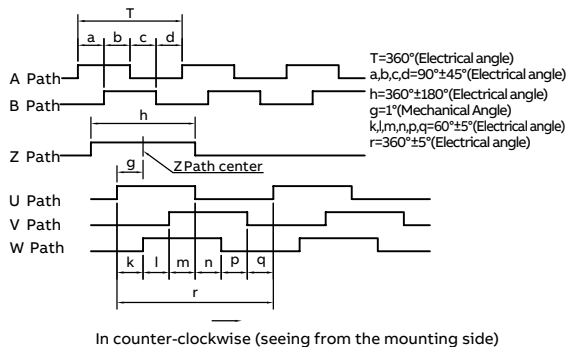 T
a b c d
A Path
B Path
h
Z Path
g
Z Path center
U Path
V Path
W Path
k l m n p q
r
T=360°(Electrical angle)
a,b,c,d=90°±45°(Electrical angle)
h=360°±180°(Electrical angle)
g=1°(Mechanical Angle)
k,l,m,n,p,q=60°±5°(Electrical angle)
r=360°±5°(Electrical angle)
In counter-clockwise (seeing from the mounting side)